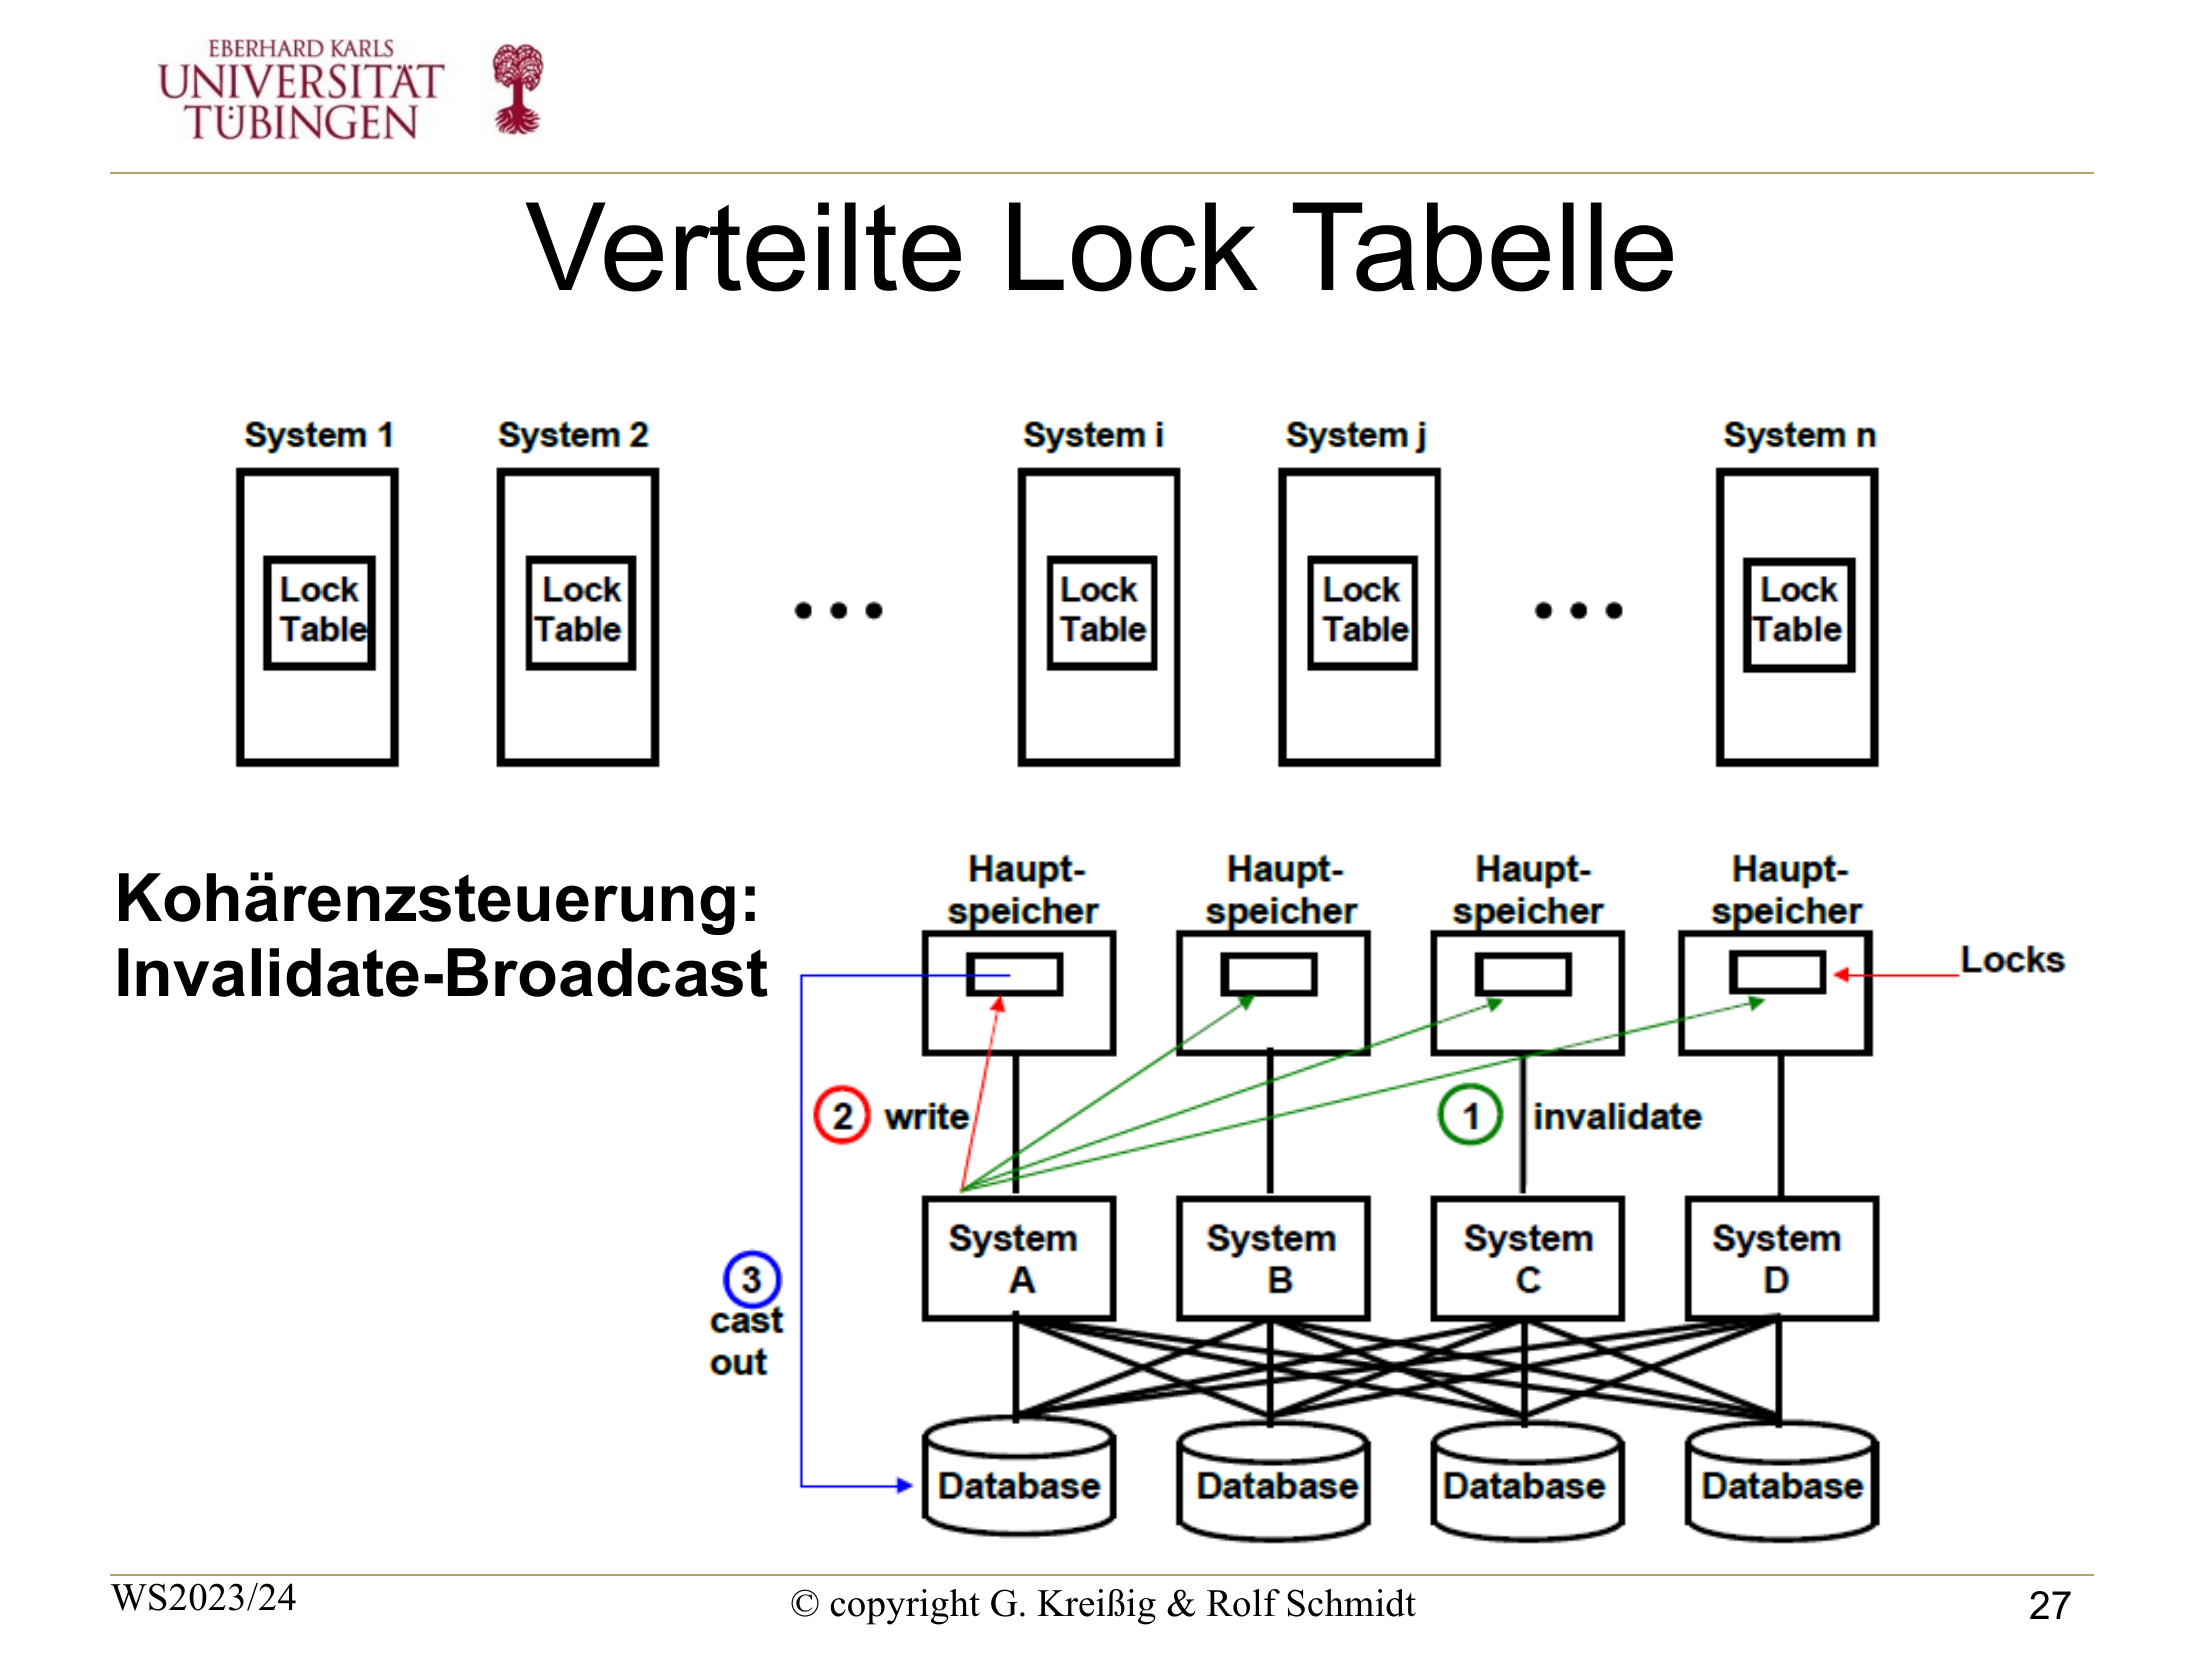 EBERHARD KARLS
UNIVERSITÄT
TÜBINGEN
Verteilte Lock Tabelle
System 1
System 2
System i
System j
System n
Lock
Table
Lock
Table
Lock
Table
Lock
Table
Lock
Table
Kohärenzsteuerung:
Invalidate-Broadcast
Haupt-
speicher
Haupt-
speicher
Haupt-
speicher
Haupt-
speicher
Locks
2 write
1 invalidate
System
A
System
B
System
C
System
D
3
cast
out
Database
Database
Database
Database
WS2023/24
© copyright G. Kreißig & Rolf Schmidt
27